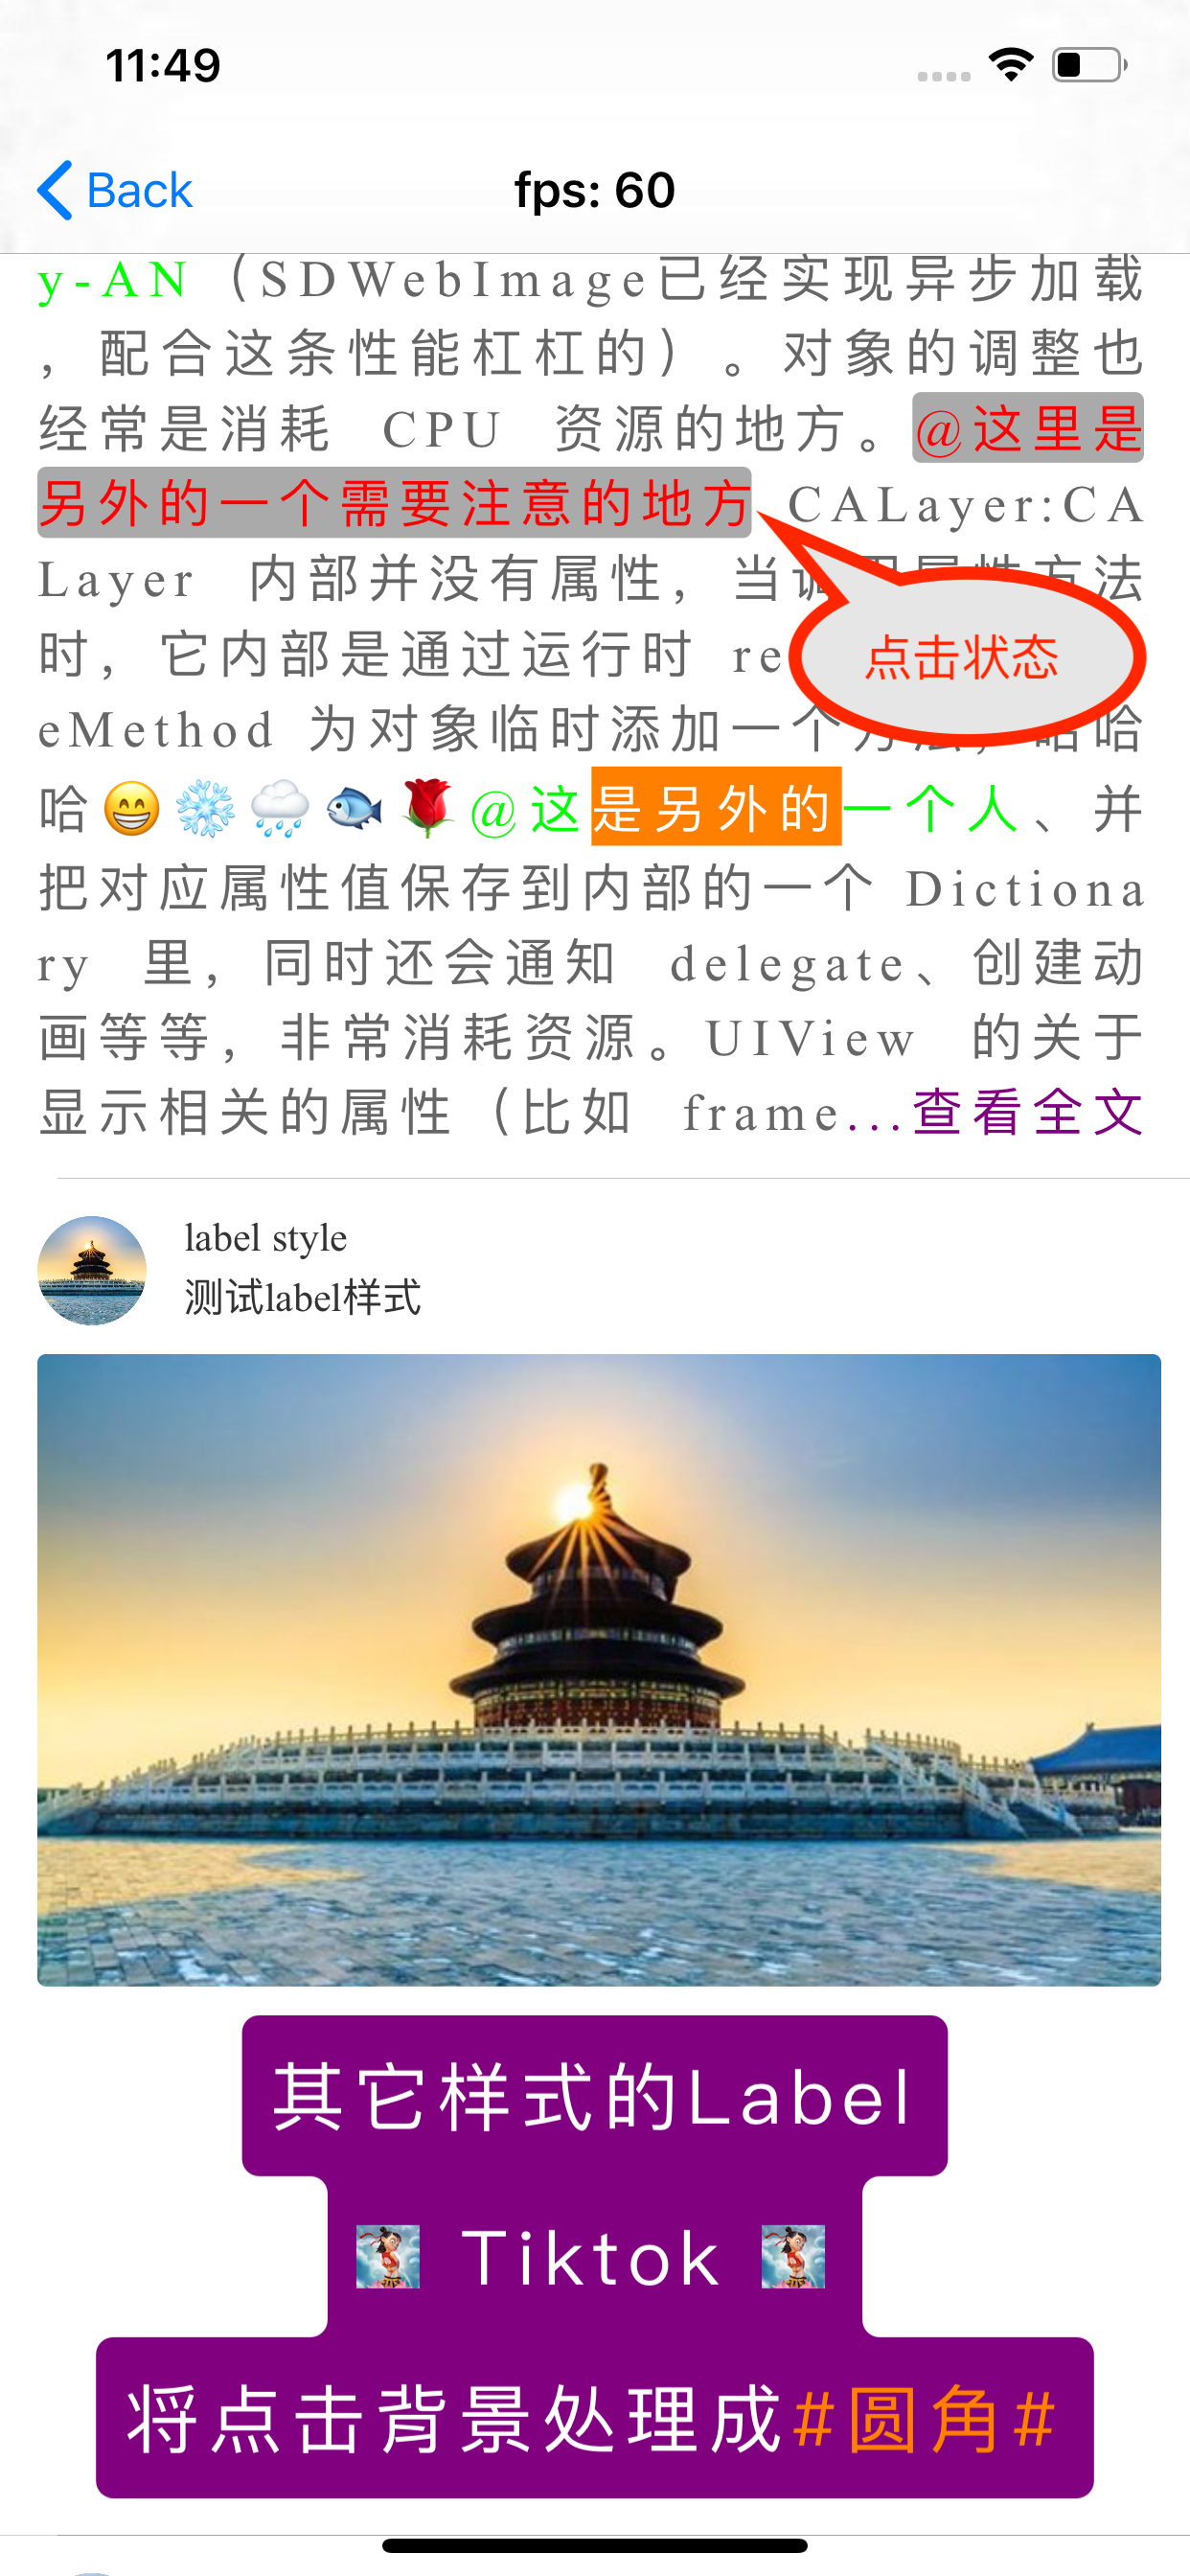 11:49
Back
fps: 60
y-AN（SDWebImage已经实现异步加载
，配合这条性能杠杠的）。对象的调整也
经常是消耗 CPU 资源的地方。@这里是
另外的一个需要注意的地方 CALayer:CA
Layer 内部并没有属性，当调用属性方法
时，它内部是通过运行时 re
点击状态
eMethod 为对象临时添加一个方法，哈哈
哈😁❄️🌧🐟🌹@这是另外的一个人、并
把对应属性值保存到内部的一个 Dictiona
ry 里，同时还会通知 delegate、创建动
画等等，非常消耗资源。UIView 的关于
显示相关的属性（比如 frame...查看全文
label style
测试label样式
其它样式的Label
Tiktok
将点击背景处理成#圆角#